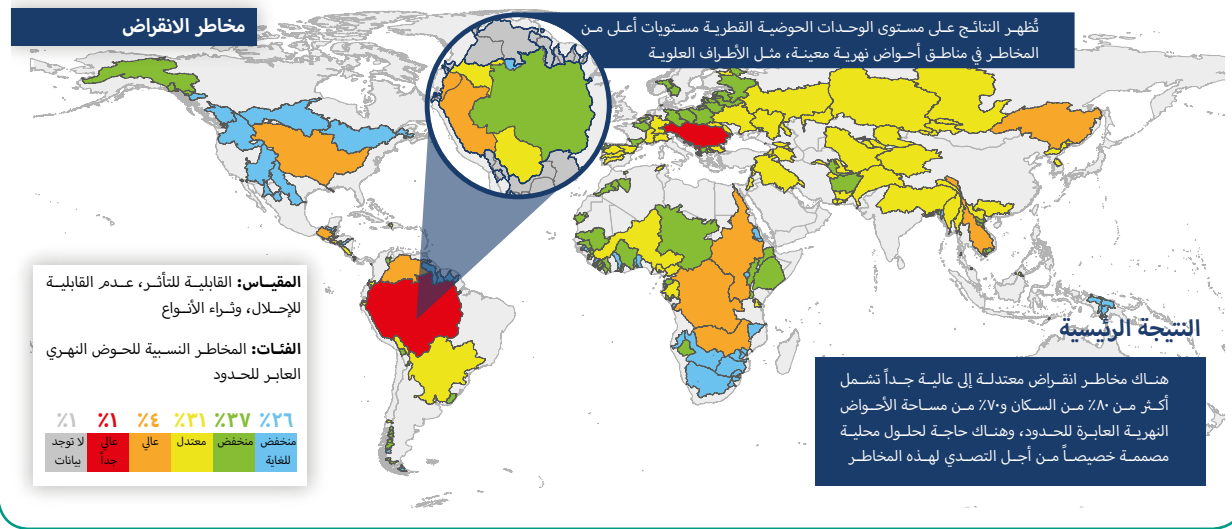 مخاطر الانقراض
تُظهر النتائج على مستوى الوحدات الحوضية القطرية مستويات أعلى من
المخاطر في مناطق أحواض نهرية معينة، مثل الأطراف العلوية
المقياس: القابلية للتأثر، عدم القابلية
للإحلال، وثراء الأنواع
الفئات: المخاطر النسبية للحوض النهري
العابر للحدود
٪٢٦ ٪٣٧ ٪٣١ ٪٤ ٪١ ٪١
منخفض للغاية
منخفض
معتدل
عالي
عالي جداً
لا توجد بيانات
النتيجة الرئيسية
هناك مخاطر انقراض معتدلة إلى عالية جداً تشمل
أكثر من ٨٠٪ من السكان و٧٠٪ من مساحة الأحواض
النهرية العابرة للحدود، وهناك حاجة لحلول محلية
مصممة خصيصاً من أجل التصدي لهذه المخاطر